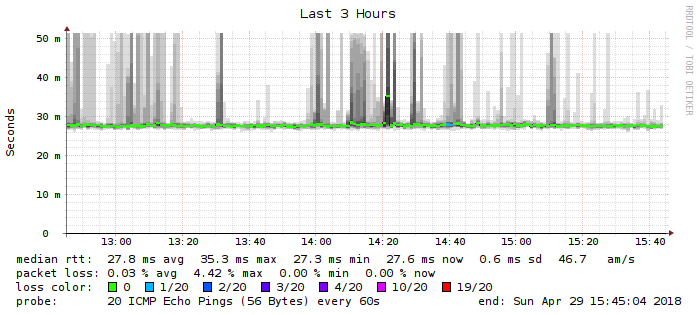 Last 3 Hours
RRDTOOL / TOBI OETIKER
Seconds
50 m
40 m
30 m
20 m
10 m
0
13:00 13:20 13:40 14:00 14:20 14:40 15:00 15:20 15:40
median rtt: 27.8 ms avg 35.3 ms max 27.3 ms min 27.6 ms now 0.6 ms sd 46.7 am/s
packet loss: 0.03 % avg 4.42 % max 0.00 % min 0.00 % now
loss color: 0 1/20 2/20 3/20 4/20 10/20 19/20
probe: 20 ICMP Echo Pings (56 Bytes) every 60s end: Sun Apr 29 15:45:04 2018